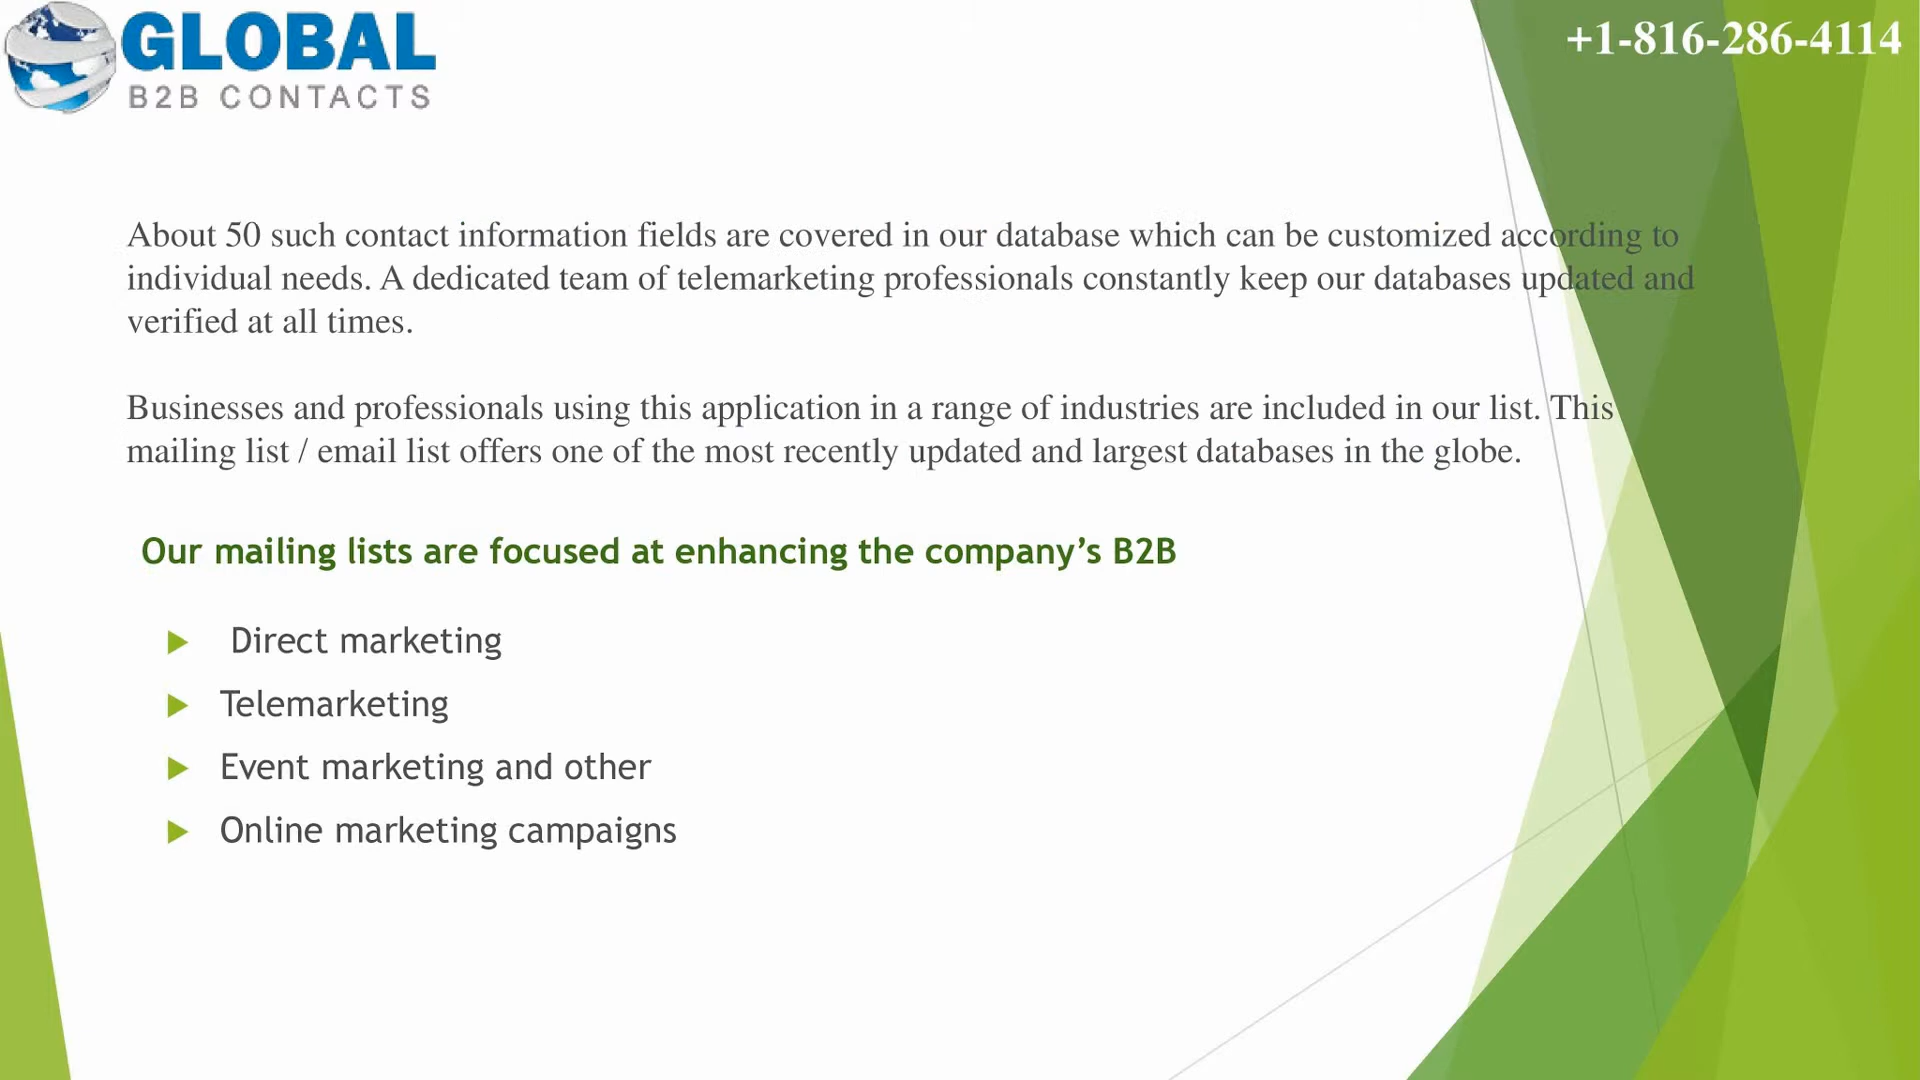 GLOBAL
B2B CONTACTS
+1-816-286-4114
About 50 such contact information fields are covered in our database which can be customized according to
individual needs. A dedicated team of telemarketing professionals constantly keep our databases updated and
verified at all times.
Businesses and professionals using this application in a range of industries are included in our list. This
mailing list / email list offers one of the most recently updated and largest databases in the globe.
Our mailing lists are focused at enhancing the company’s B2B
Direct marketing
Telemarketing
Event marketing and other
Online marketing campaigns